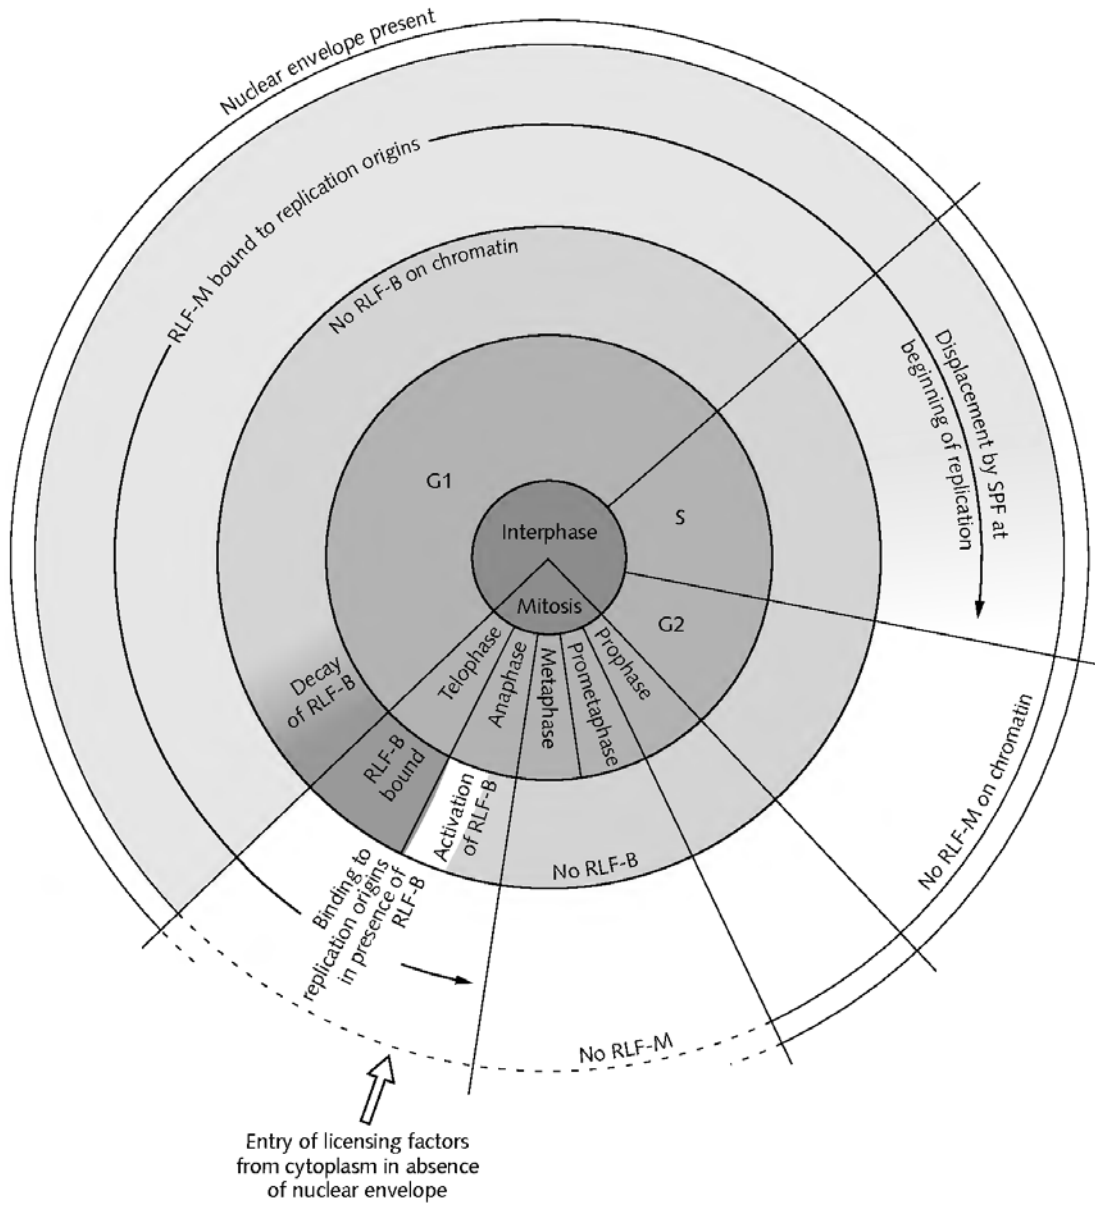 Nuclear envelope present
RLF-M bound to replication origins
No RLF-B on chromatin
Displacement by SPF at
beginning of replication
G1
S
Interphase
Mitosis
G2
Telophase
Anaphase
Metaphase
Prometaphase
Prophase
Decay
of RLF-B
RLF-B
bound
Activation
of RLF-B
No RLF-B
Binding to
replication origins
in presence of
RLF-B
No RLF-M on chromatin
No RLF-M
Entry of licensing factors
from cytoplasm in absence
of nuclear envelope